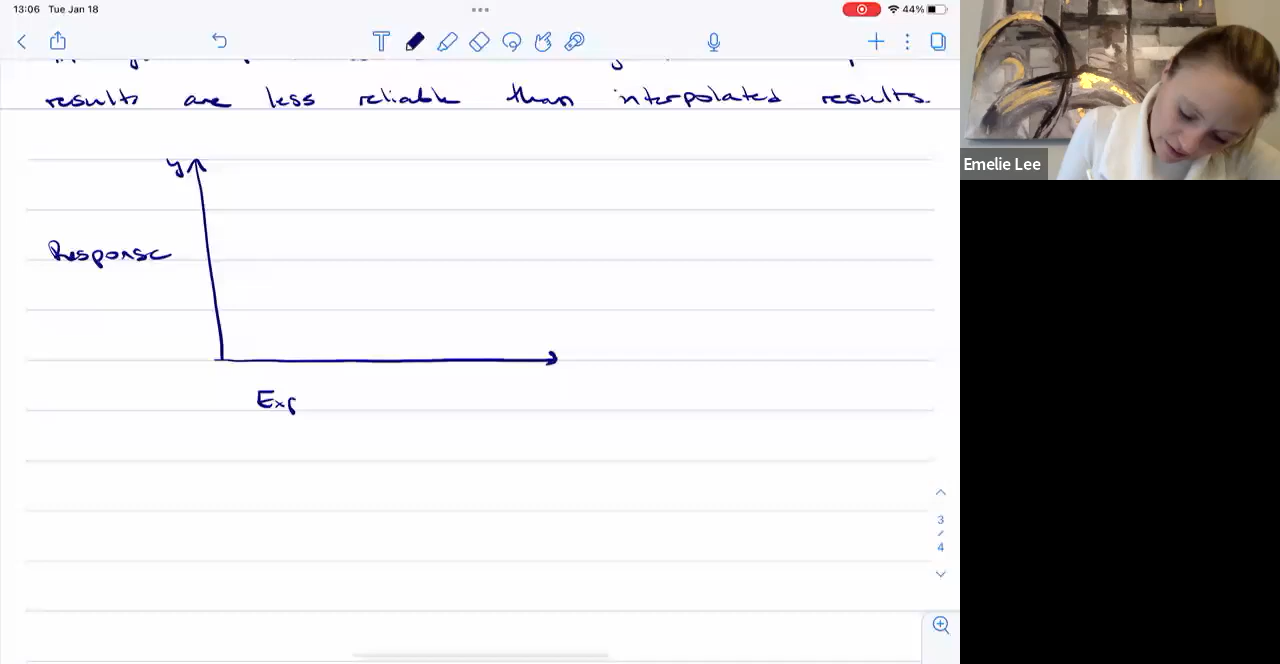 13:06 Tue Jan 18
44%
results are less reliable than interpolated results.
y
Response
Exp
3
/
4
Emelie Lee